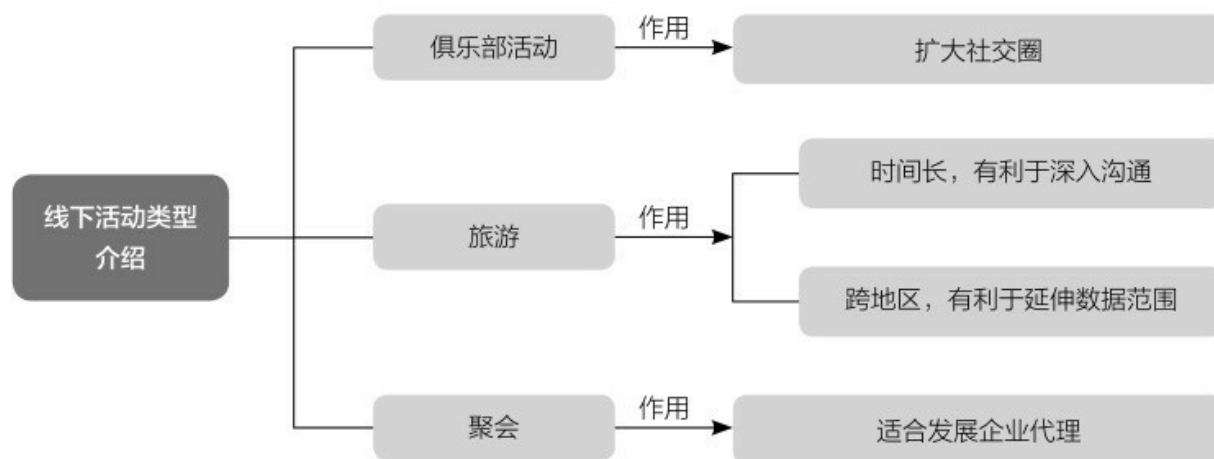 线下活动类型
介绍
俱乐部活动
作用
扩大社交圈
旅游
作用
时间长，有利于深入沟通
跨地区，有利于延伸数据范围
聚会
作用
适合发展企业代理